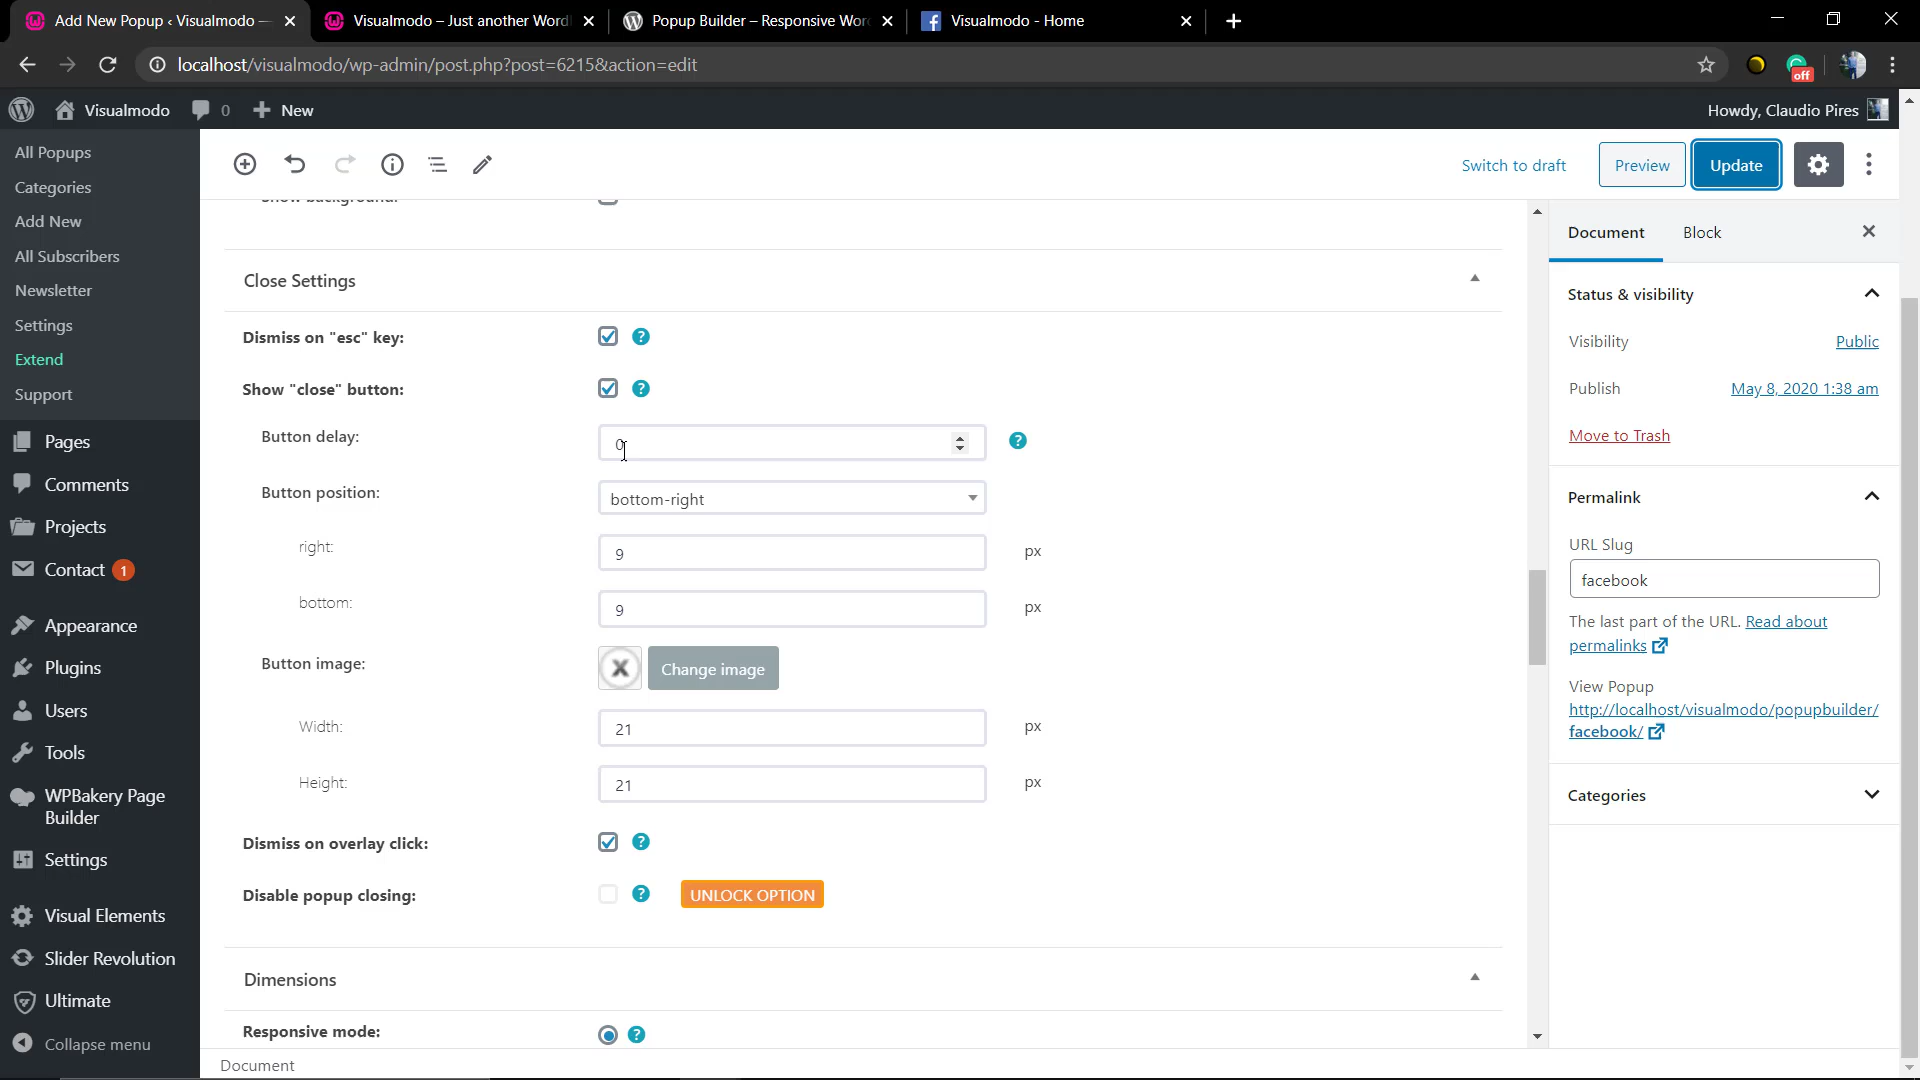 Add New Popup ‹ Visualmodo —
Visualmodo – Just another Word
Popup Builder – Responsive Wor
Visualmodo - Home
localhost/visualmodo/wp-admin/post.php?post=6215&action=edit
off
Visualmodo
0
New
Howdy, Claudio Pires
All Popups
Categories
Add New
All Subscribers
Newsletter
Settings
Extend
Support
Pages
Comments
Projects
Contact 1
Appearance
Plugins
Users
Tools
WPBakery Page
Builder
Settings
Visual Elements
Slider Revolution
Ultimate
Collapse menu
Switch to draft
Preview
Update
Show background:
Close Settings
Dismiss on "esc" key:
?
Show "close" button:
?
Button delay:
0
?
Button position:
bottom-right
right:
9
px
bottom:
9
px
Button image:
X
Change image
Width:
21
px
Height:
21
px
Dismiss on overlay click:
?
Disable popup closing:
?
UNLOCK OPTION
Dimensions
Responsive mode:
?
Document
Document
Block
Status & visibility
Visibility
Public
Publish
May 8, 2020 1:38 am
Move to Trash
Permalink
URL Slug
facebook
The last part of the URL. Read about
permalinks
View Popup
http://localhost/visualmodo/popupbuilder/
facebook/
Categories